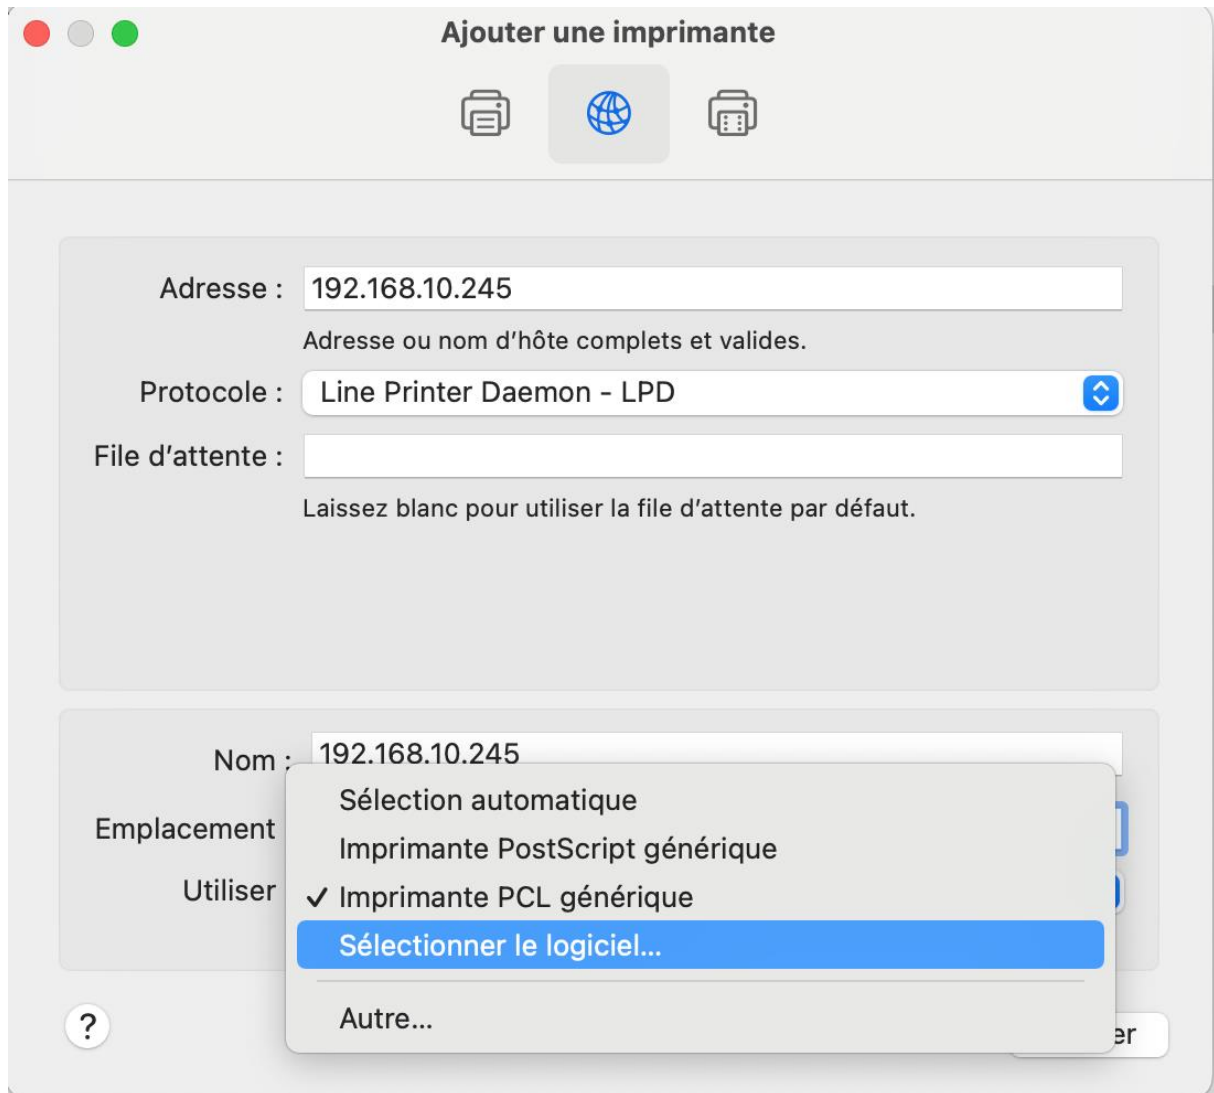 Ajouter une imprimante
Adresse : 192.168.10.245
Adresse ou nom d’hôte complets et valides.
Protocole : Line Printer Daemon - LPD
File d’attente :
Laissez blanc pour utiliser la file d’attente par défaut.
Nom : 192.168.10.245
Sélection automatique
Emplacement
Imprimante PostScript générique
Utiliser
✓ Imprimante PCL générique
Sélectionner le logiciel...
Autre...
?
er